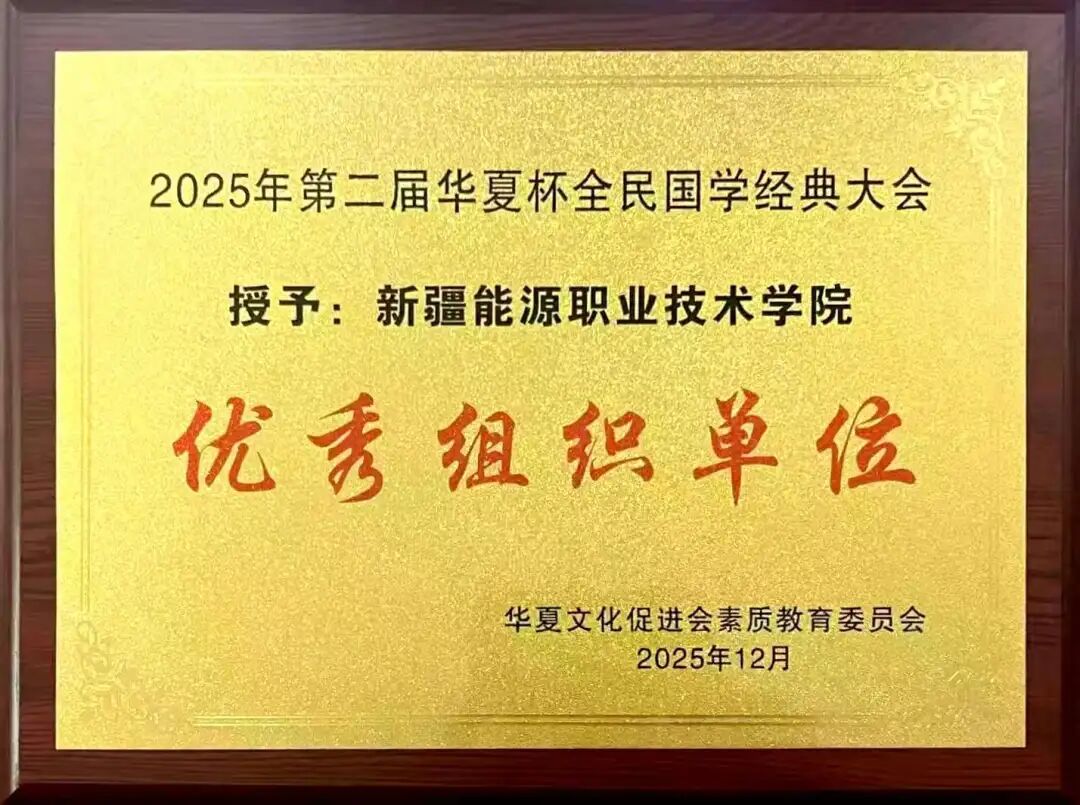 2025年第二届华夏杯全民国学经典大会
授予：新疆能源职业技术学院
优秀组织单位
华夏文化促进会素质教育委员会
2025年12月